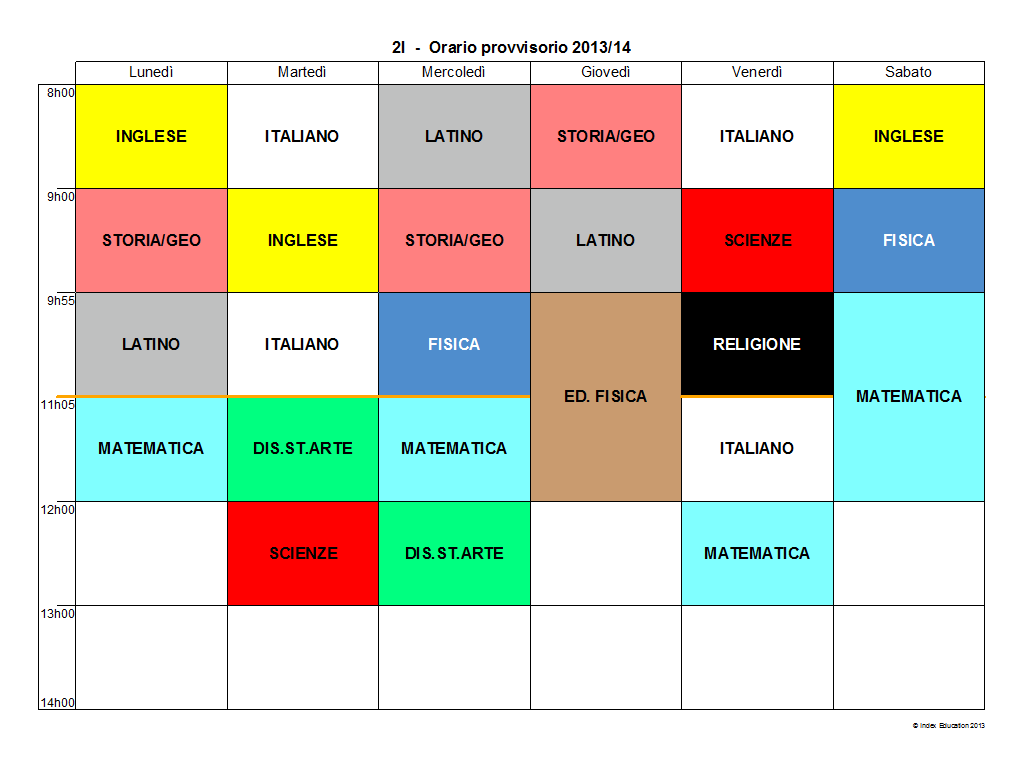 2I - Orario provvisorio 2013/14
Lunedì Martedì Mercoledì Giovedì Venerdì Sabato
8h00
INGLESE ITALIANO LATINO STORIA/GEO ITALIANO INGLESE
9h00
STORIA/GEO INGLESE STORIA/GEO LATINO SCIENZE FISICA
9h55
LATINO ITALIANO FISICA RELIGIONE
ED. FISICA MATEMATICA
11h05
MATEMATICA DIS.ST.ARTE MATEMATICA ITALIANO
12h00
SCIENZE DIS.ST.ARTE MATEMATICA
13h00
14h00
© Index Education 2013